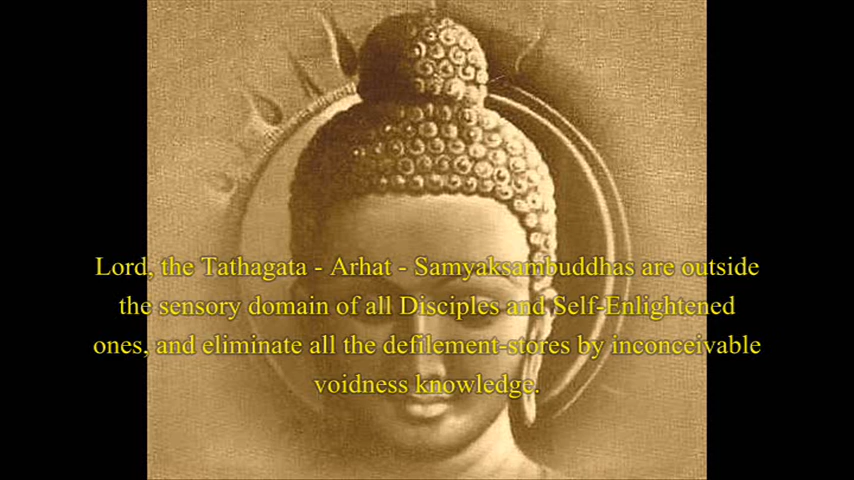 Lord, the Tathagata - Arhat - Samyaksambuddhas are outside
the sensory domain of all Disciples and Self-Enlightened
ones, and eliminate all the defilement-stores by inconceivable
voidness knowledge.